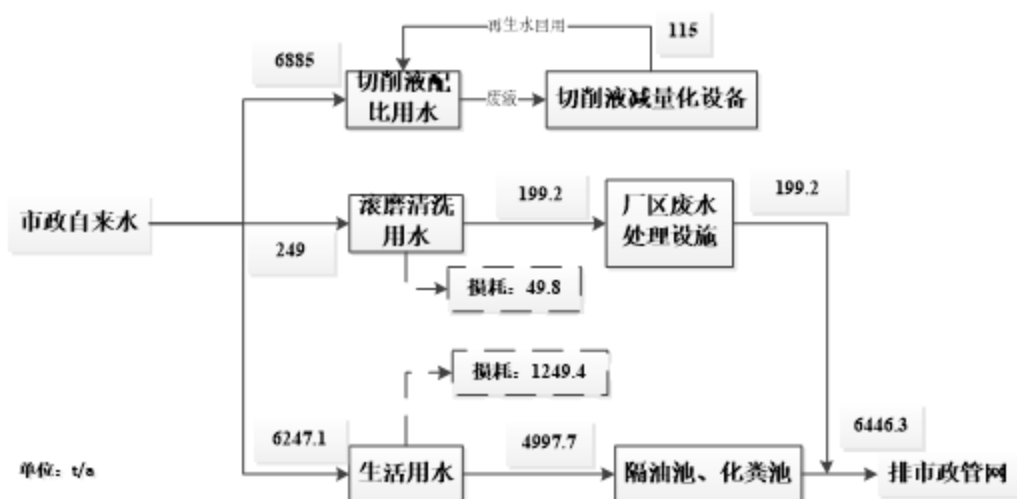 再生水回用
115
6885
切削液配
比用水
废液
切削液减量化设备
市政自来水
249
滚磨清洗
用水
199.2
厂区废水
处理设施
199.2
损耗：49.8
损耗：1249.4
6247.1
生活用水
4997.7
隔油池、化粪池
6446.3
排市政管网
单位：t/a